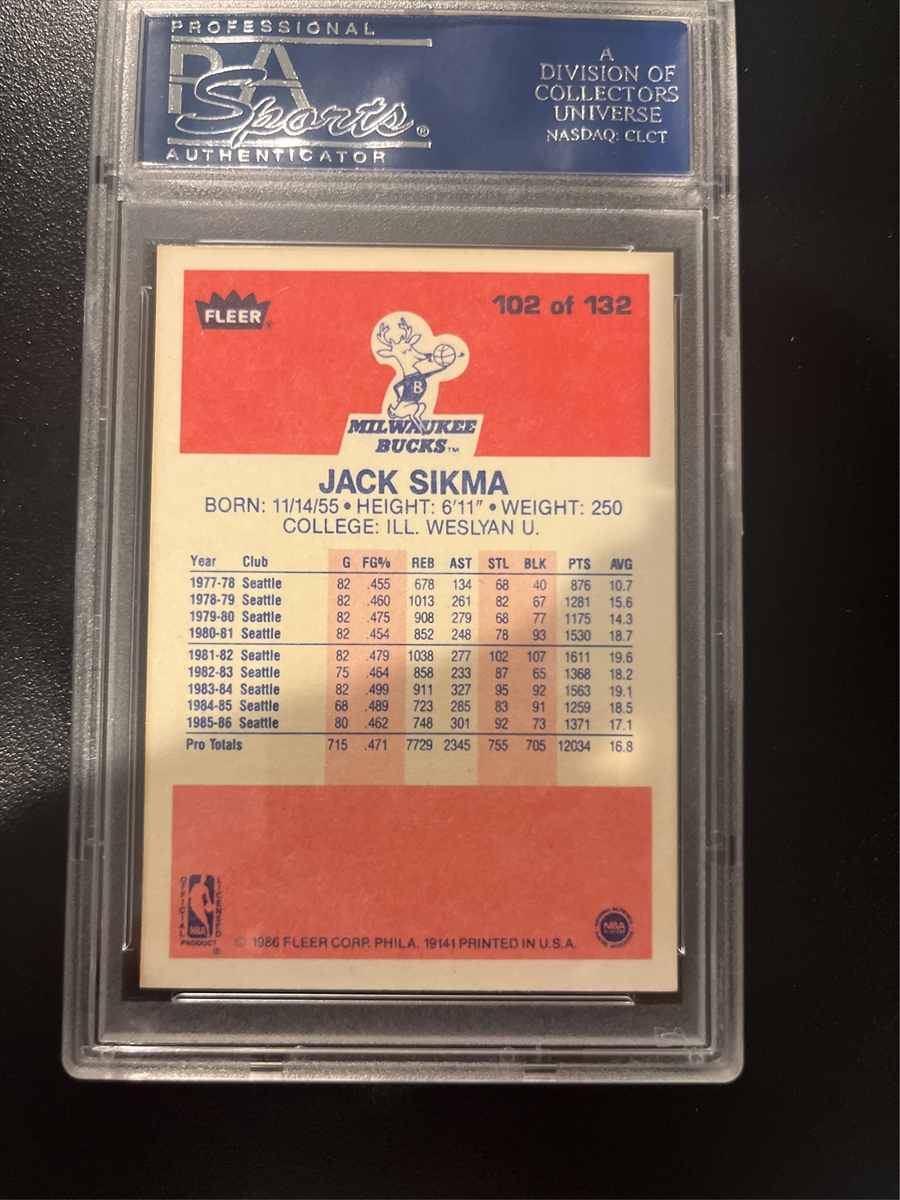 PROFESSIONAL
PSA
Sports®
AUTHENTICATOR
A
DIVISION OF
COLLECTORS
UNIVERSE
NASDAQ: CLCT
FLEER®
102 of 132
B
MILWAUKEE
BUCKS™
JACK SIKMA
BORN: 11/14/55 • HEIGHT: 6'11" • WEIGHT: 250
COLLEGE: ILL. WESLYAN U.
Year Club G FG% REB AST STL BLK PTS AVG
1977-78 Seattle 82 .455 678 134 68 40 876 10.7
1978-79 Seattle 82 .460 1013 261 82 67 1281 15.6
1979-80 Seattle 82 .475 908 279 68 77 1175 14.3
1980-81 Seattle 82 .454 852 248 78 93 1530 18.7
1981-82 Seattle 82 .479 1038 277 102 107 1611 19.6
1982-83 Seattle 75 .464 858 233 87 65 1368 18.2
1983-84 Seattle 82 .499 911 327 95 92 1563 19.1
1984-85 Seattle 68 .489 723 285 83 91 1259 18.5
1985-86 Seattle 80 .462 748 301 92 73 1371 17.1
Pro Totals 715 .471 7729 2345 755 705 12034 16.8
OFFICIAL
LICENSED
NBA
PRODUCT®
© 1986 FLEER CORP. PHILA. 19141 PRINTED IN U.S.A.
NBA
PLAYERS